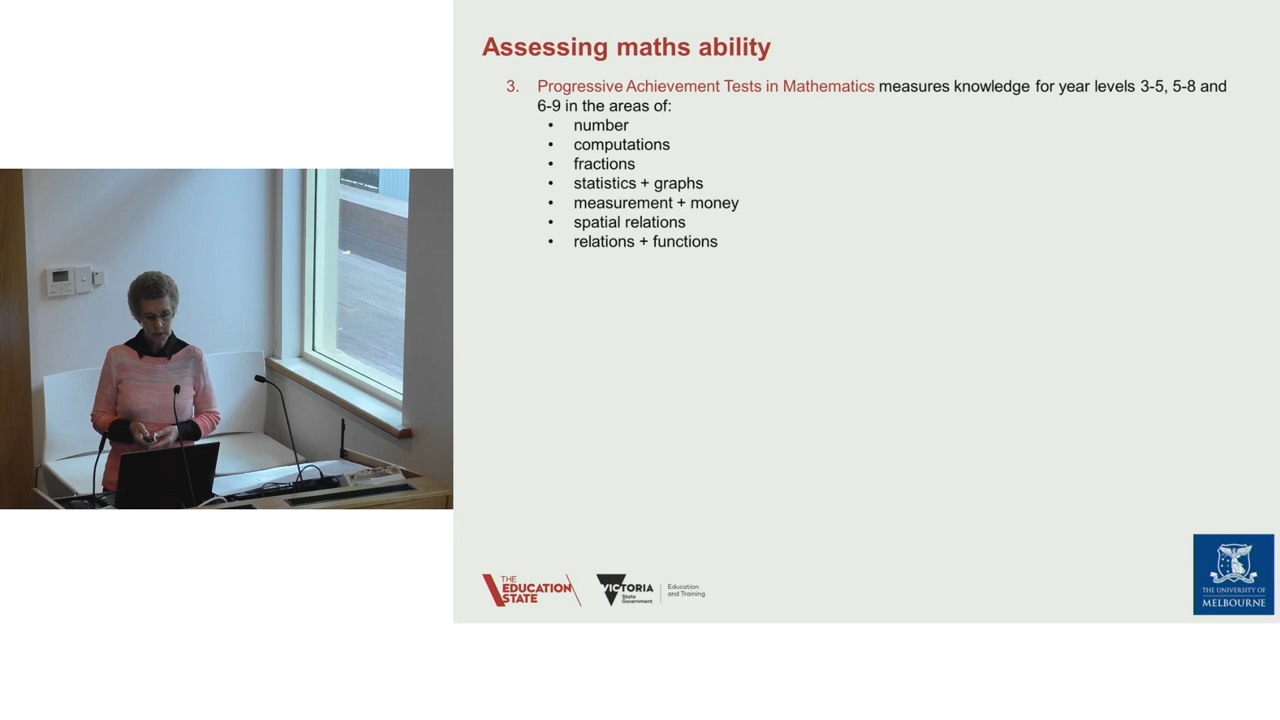 Assessing maths ability
3. Progressive Achievement Tests in Mathematics measures knowledge for year levels 3-5, 5-8 and
6-9 in the areas of:
• number
• computations
• fractions
• statistics + graphs
• measurement + money
• spatial relations
• relations + functions
THE
EDUCATION
STATE
VICTORIA
State
Government
Education
and Training
THE UNIVERSITY OF
MELBOURNE